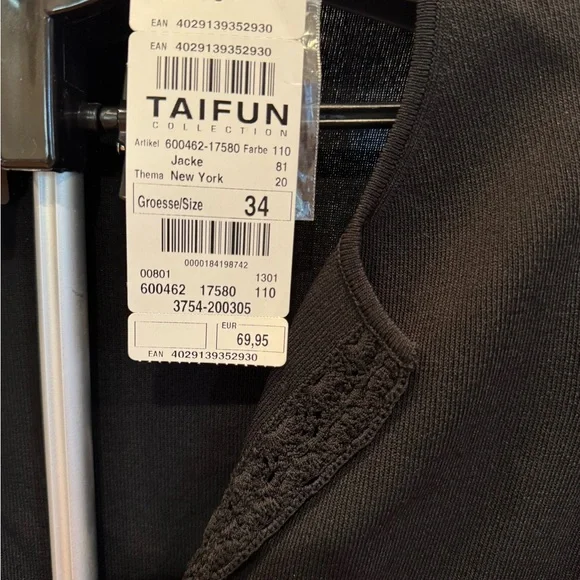 EAN 4029139352930
EAN 4029139352930
TAIFUN
COLLECTION
Artikel 600462-17580 Farbe 110
Jacke 81
Thema New York 20
Groesse/Size 34
0000184198742
00801 1301
600462 17580 110
3754-200305
EUR
69,95
EAN 4029139352930